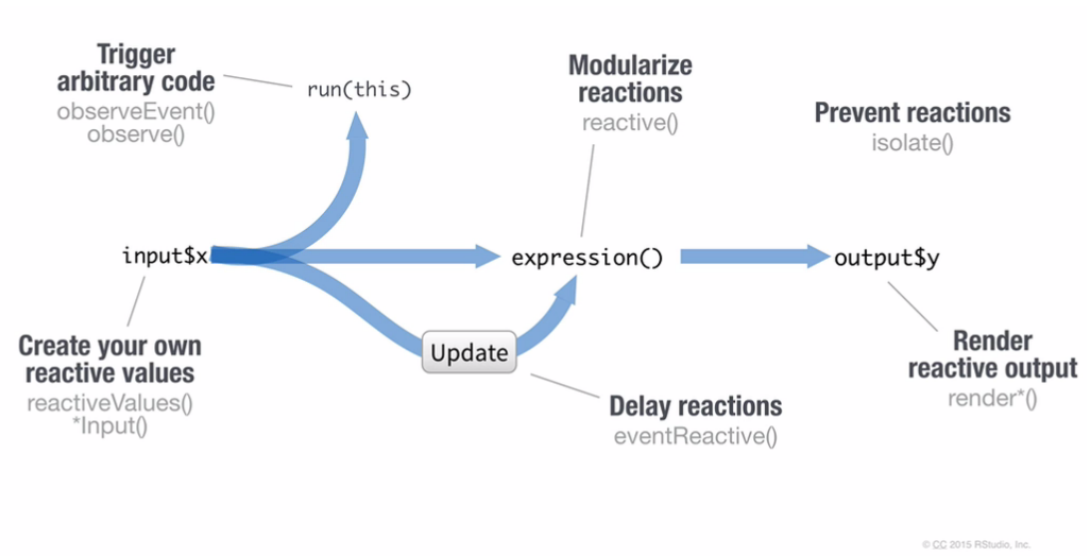 Trigger
arbitrary code
observeEvent()
observe()
run(this)
Modularize
reactions
reactive()
Prevent reactions
isolate()
input$x
expression()
output$y
Create your own
reactive values
reactiveValues()
*Input()
Update
Delay reactions
eventReactive()
Render
reactive output
render*()
© CC 2015 RStudio, Inc.